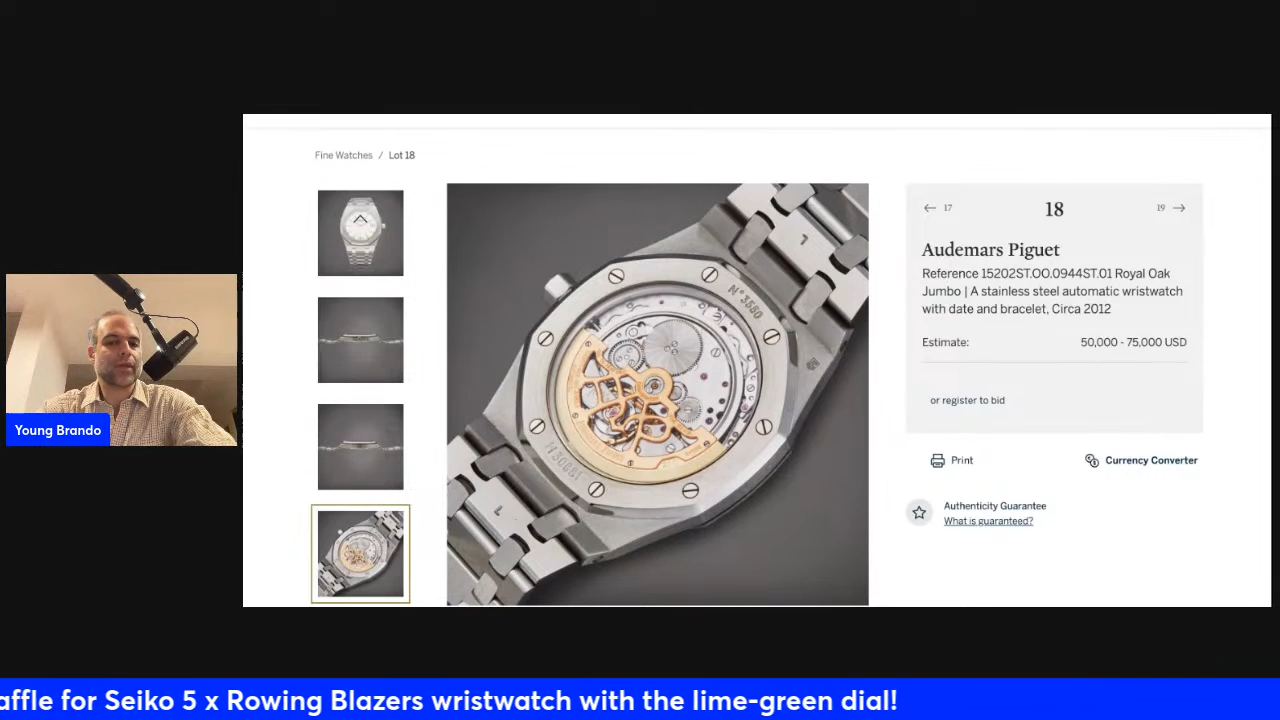 Fine Watches / Lot 18
← 17
18
19 →
Audemars Piguet
Reference 15202ST.OO.0944ST.01 Royal Oak
Jumbo | A stainless steel automatic wristwatch
with date and bracelet, Circa 2012
Estimate: 50,000 - 75,000 USD
or register to bid
Print
Currency Converter
Authenticity Guarantee
What is guaranteed?
N° 3550
SHURE
Young Brando
affle for Seiko 5 x Rowing Blazers wristwatch with the lime-green dial!